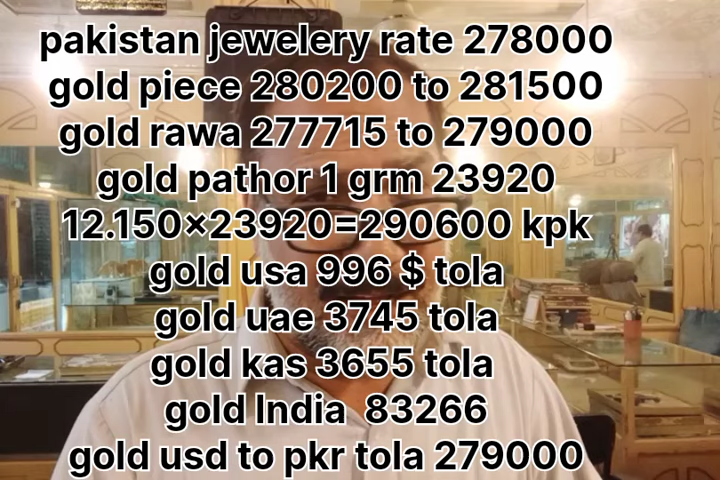 pakistan jewelery rate 278000
gold piece 280200 to 281500
gold rawa 277715 to 279000
gold pathor 1 grm 23920
12.150×23920=290600 kpk
gold usa 996 $ tola
gold uae 3745 tola
gold kas 3655 tola
gold India 83266
gold usd to pkr tola 279000